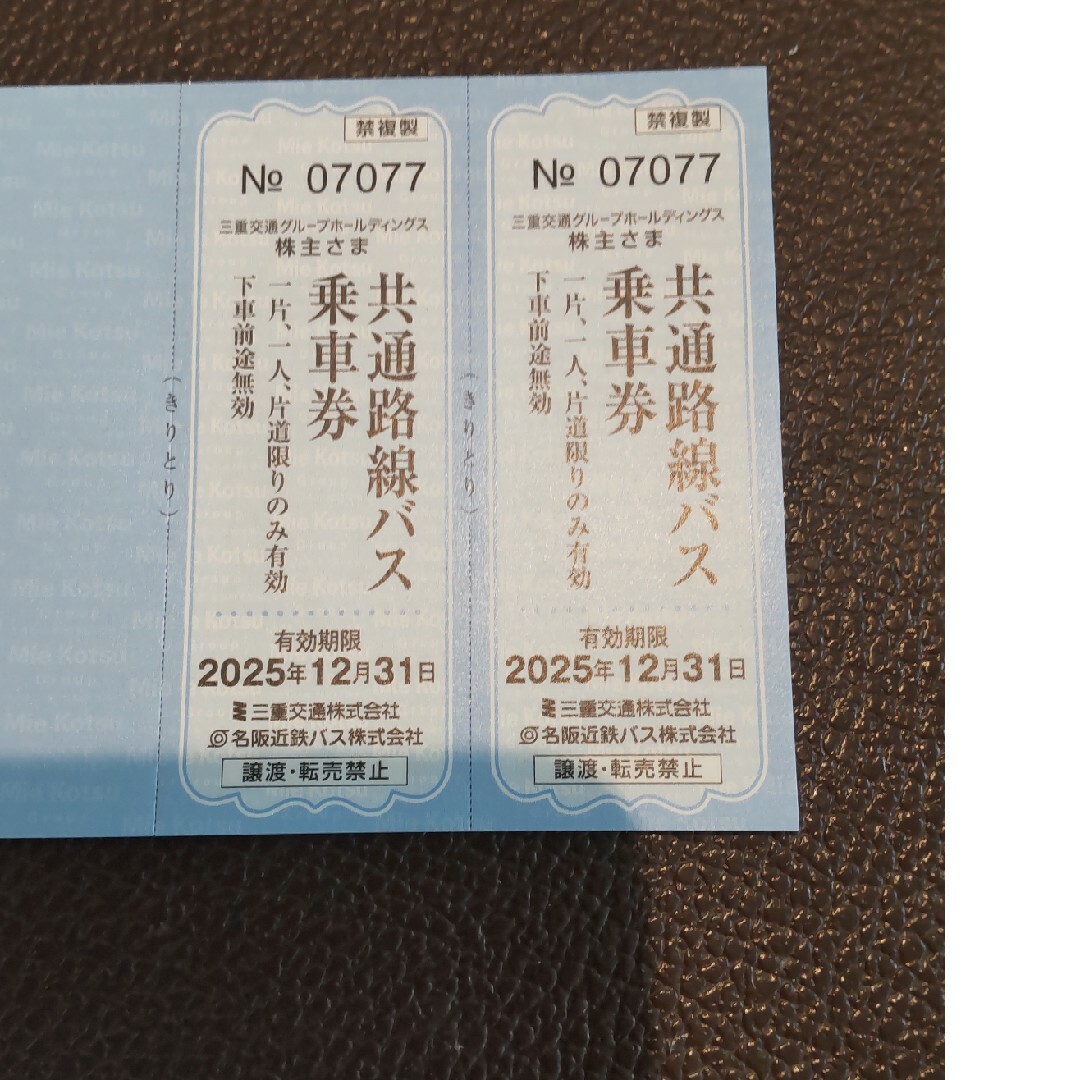 禁複製
№ 07077
三重交通グループホールディングス
株主さま
共通路線バス
乗車券
一片、一人、片道限りのみ有効
下車前途無効
有効期限
2025年12月31日
三重交通株式会社
名阪近鉄バス株式会社
譲渡・転売禁止
(きりとり)
禁複製
№ 07077
三重交通グループホールディングス
株主さま
共通路線バス
乗車券
一片、一人、片道限りのみ有効
下車前途無効
有効期限
2025年12月31日
三重交通株式会社
名阪近鉄バス株式会社
譲渡・転売禁止
(きりとり)
Mie Kotsu
Mie Kotsu
Mie Kotsu
Mie Kotsu